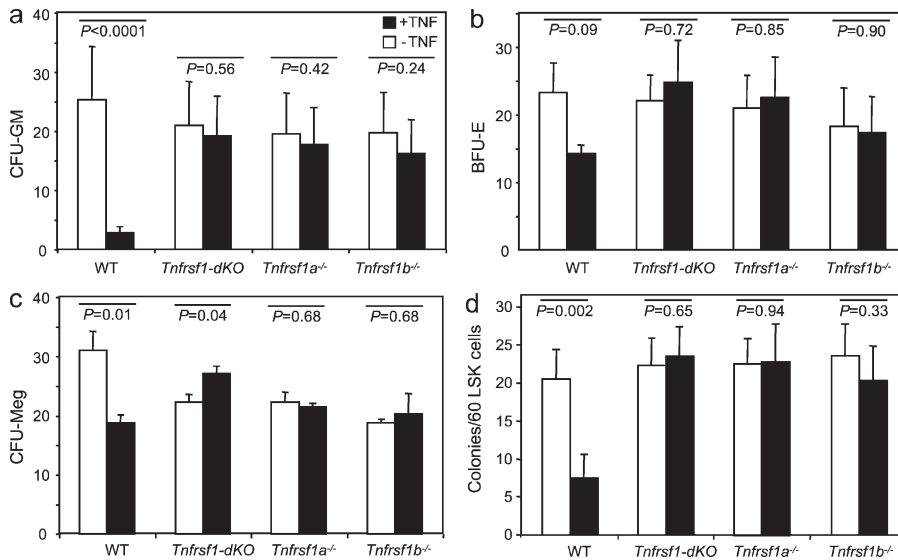 a
40
30
20
10
0
CFU-GM
P<0.0001
+TNF
-TNF
P=0.56
P=0.42
P=0.24
WT
Tnfrsf1-dKO
Tnfrsf1a-/-
Tnfrsf1b-/-
b
35
30
25
20
15
10
5
0
BFU-E
P=0.09
P=0.72
P=0.85
P=0.90
WT
Tnfrsf1-dKO
Tnfrsf1a-/-
Tnfrsf1b-/-
c
40
30
20
10
0
CFU-Meg
P=0.01
P=0.04
P=0.68
P=0.68
WT
Tnfrsf1-dKO
Tnfrsf1a-/-
Tnfrsf1b-/-
d
25
20
15
10
5
0
Colonies/60 LSK cells
P=0.002
P=0.65
P=0.94
P=0.33
WT
Tnfrsf1-dKO
Tnfrsf1a-/-
Tnfrsf1b-/-